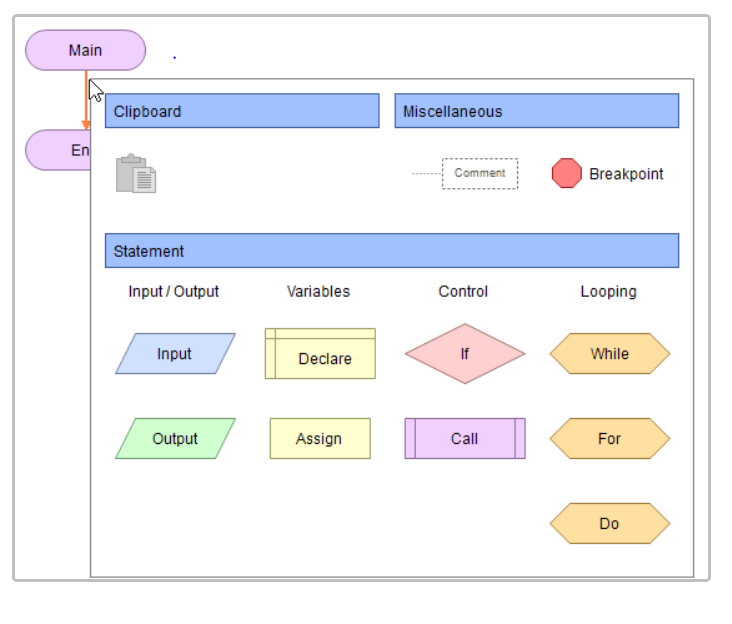 Main
En
Clipboard
Miscellaneous
Comment
Breakpoint
Statement
Input / Output
Variables
Control
Looping
Input
Declare
If
While
Output
Assign
Call
For
Do